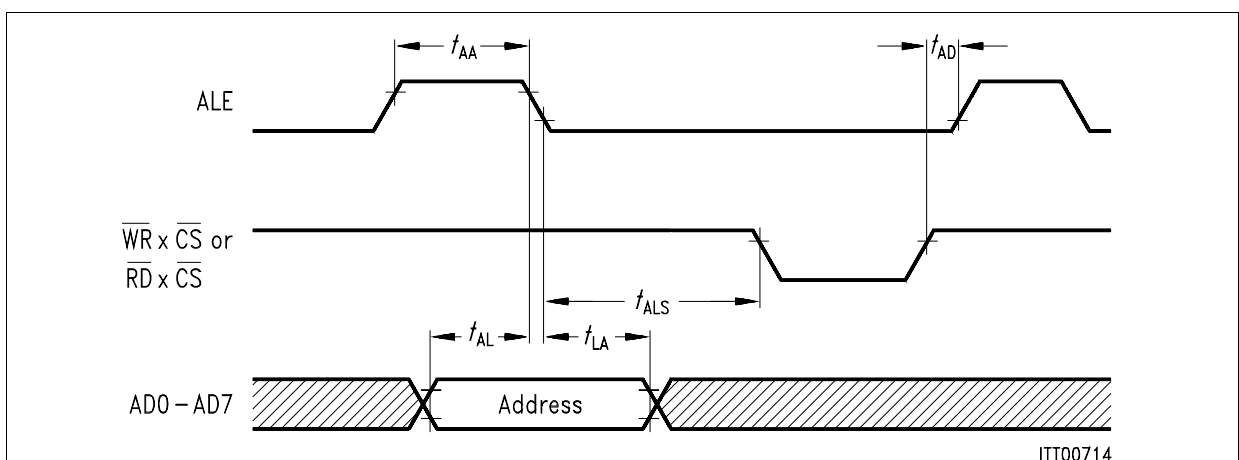 tAA
tAD
ALE
WR x CS or
RD x CS
tALS
tAL
tLA
AD0 – AD7
Address
ITT00714